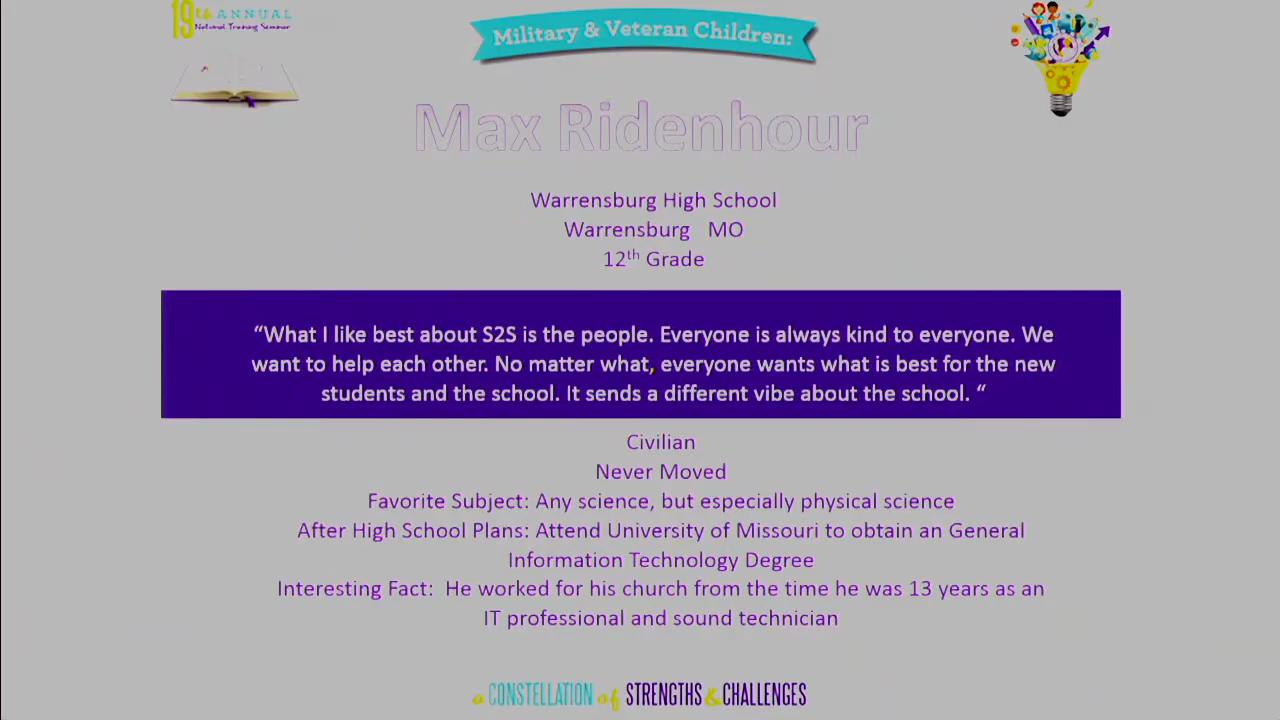 19th ANNUAL
National Training Seminar
Military & Veteran Children:
Max Ridenhour
Warrensburg High School
Warrensburg MO
12th Grade
“What I like best about S2S is the people. Everyone is always kind to everyone. We
want to help each other. No matter what, everyone wants what is best for the new
students and the school. It sends a different vibe about the school. “
Civilian
Never Moved
Favorite Subject: Any science, but especially physical science
After High School Plans: Attend University of Missouri to obtain an General
Information Technology Degree
Interesting Fact: He worked for his church from the time he was 13 years as an
IT professional and sound technician
a CONSTELLATION of STRENGTHS & CHALLENGES